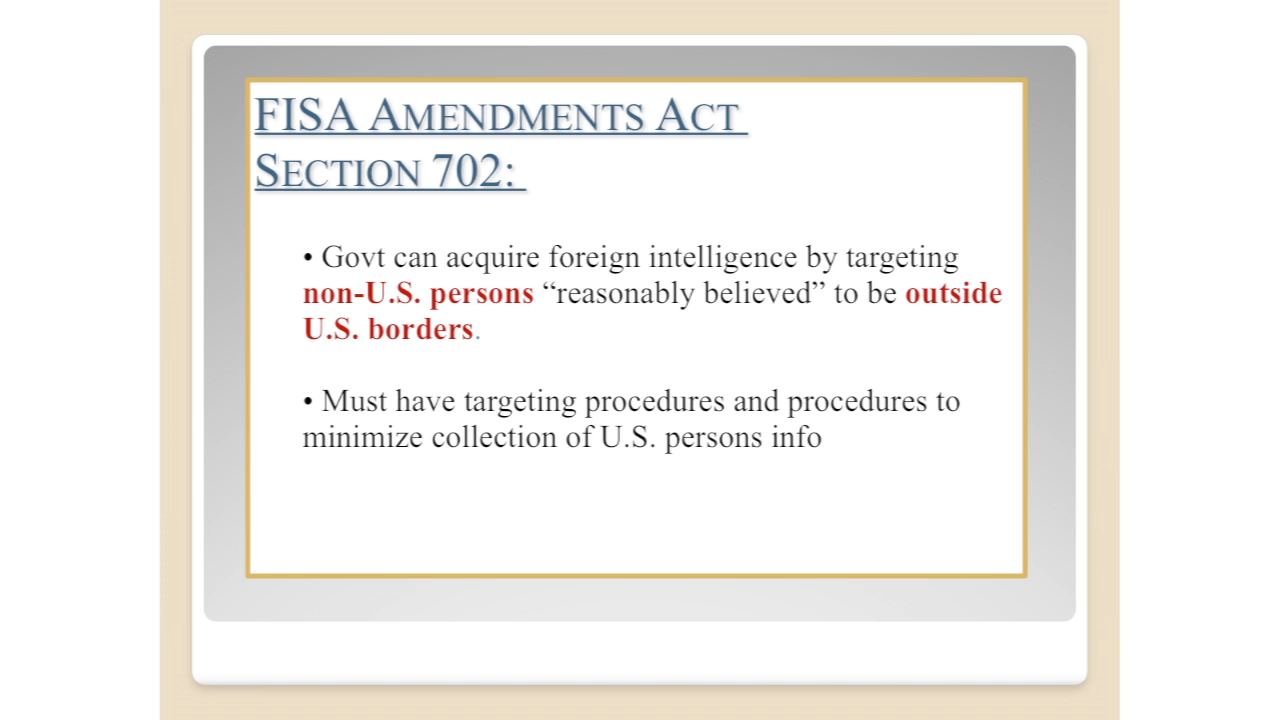 FISA AMENDMENTS ACT
SECTION 702:
• Govt can acquire foreign intelligence by targeting
non-U.S. persons “reasonably believed” to be outside
U.S. borders.
• Must have targeting procedures and procedures to
minimize collection of U.S. persons info